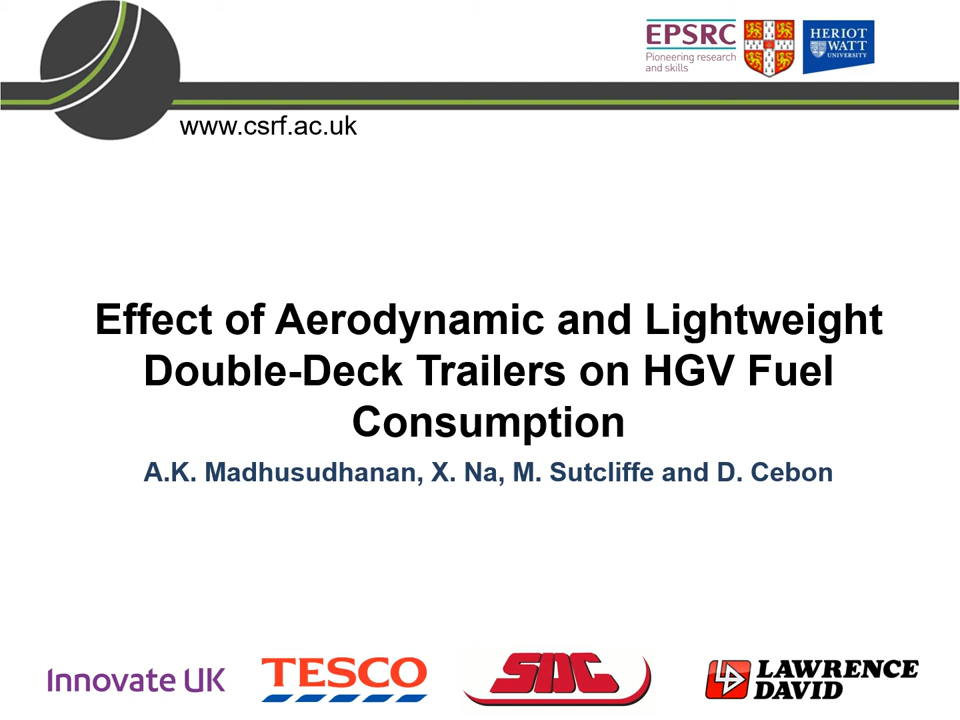 EPSRC
Pioneering research
and skills
HERIOT
WATT
UNIVERSITY
www.csrf.ac.uk
Effect of Aerodynamic and Lightweight
Double-Deck Trailers on HGV Fuel
Consumption
A.K. Madhusudhanan, X. Na, M. Sutcliffe and D. Cebon
Innovate UK
TESCO
SDC
LAWRENCE
DAVID